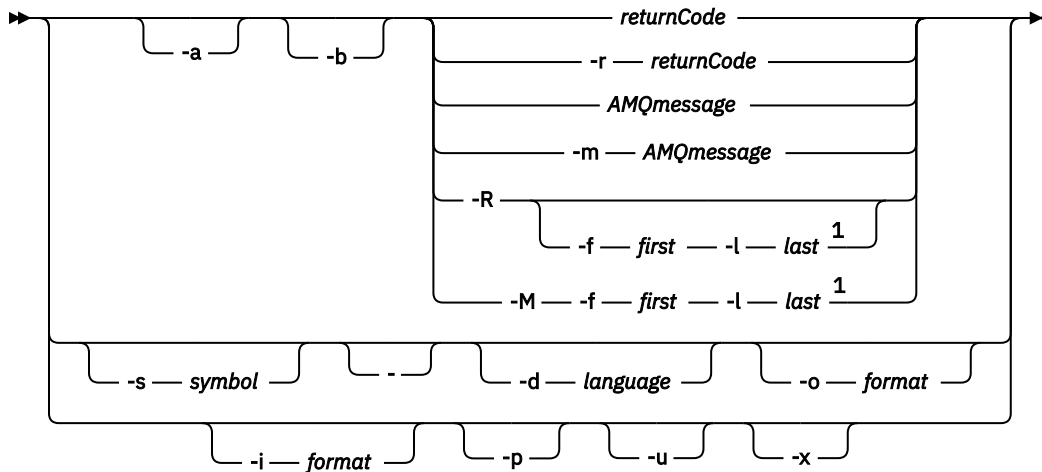 returnCode
-a -b
-r returnCode
AMQmessage
-m AMQmessage
-R
-f first -l last 1
-M -f first -l last 1
-s symbol - -d language -o format
-i format -p -u -x